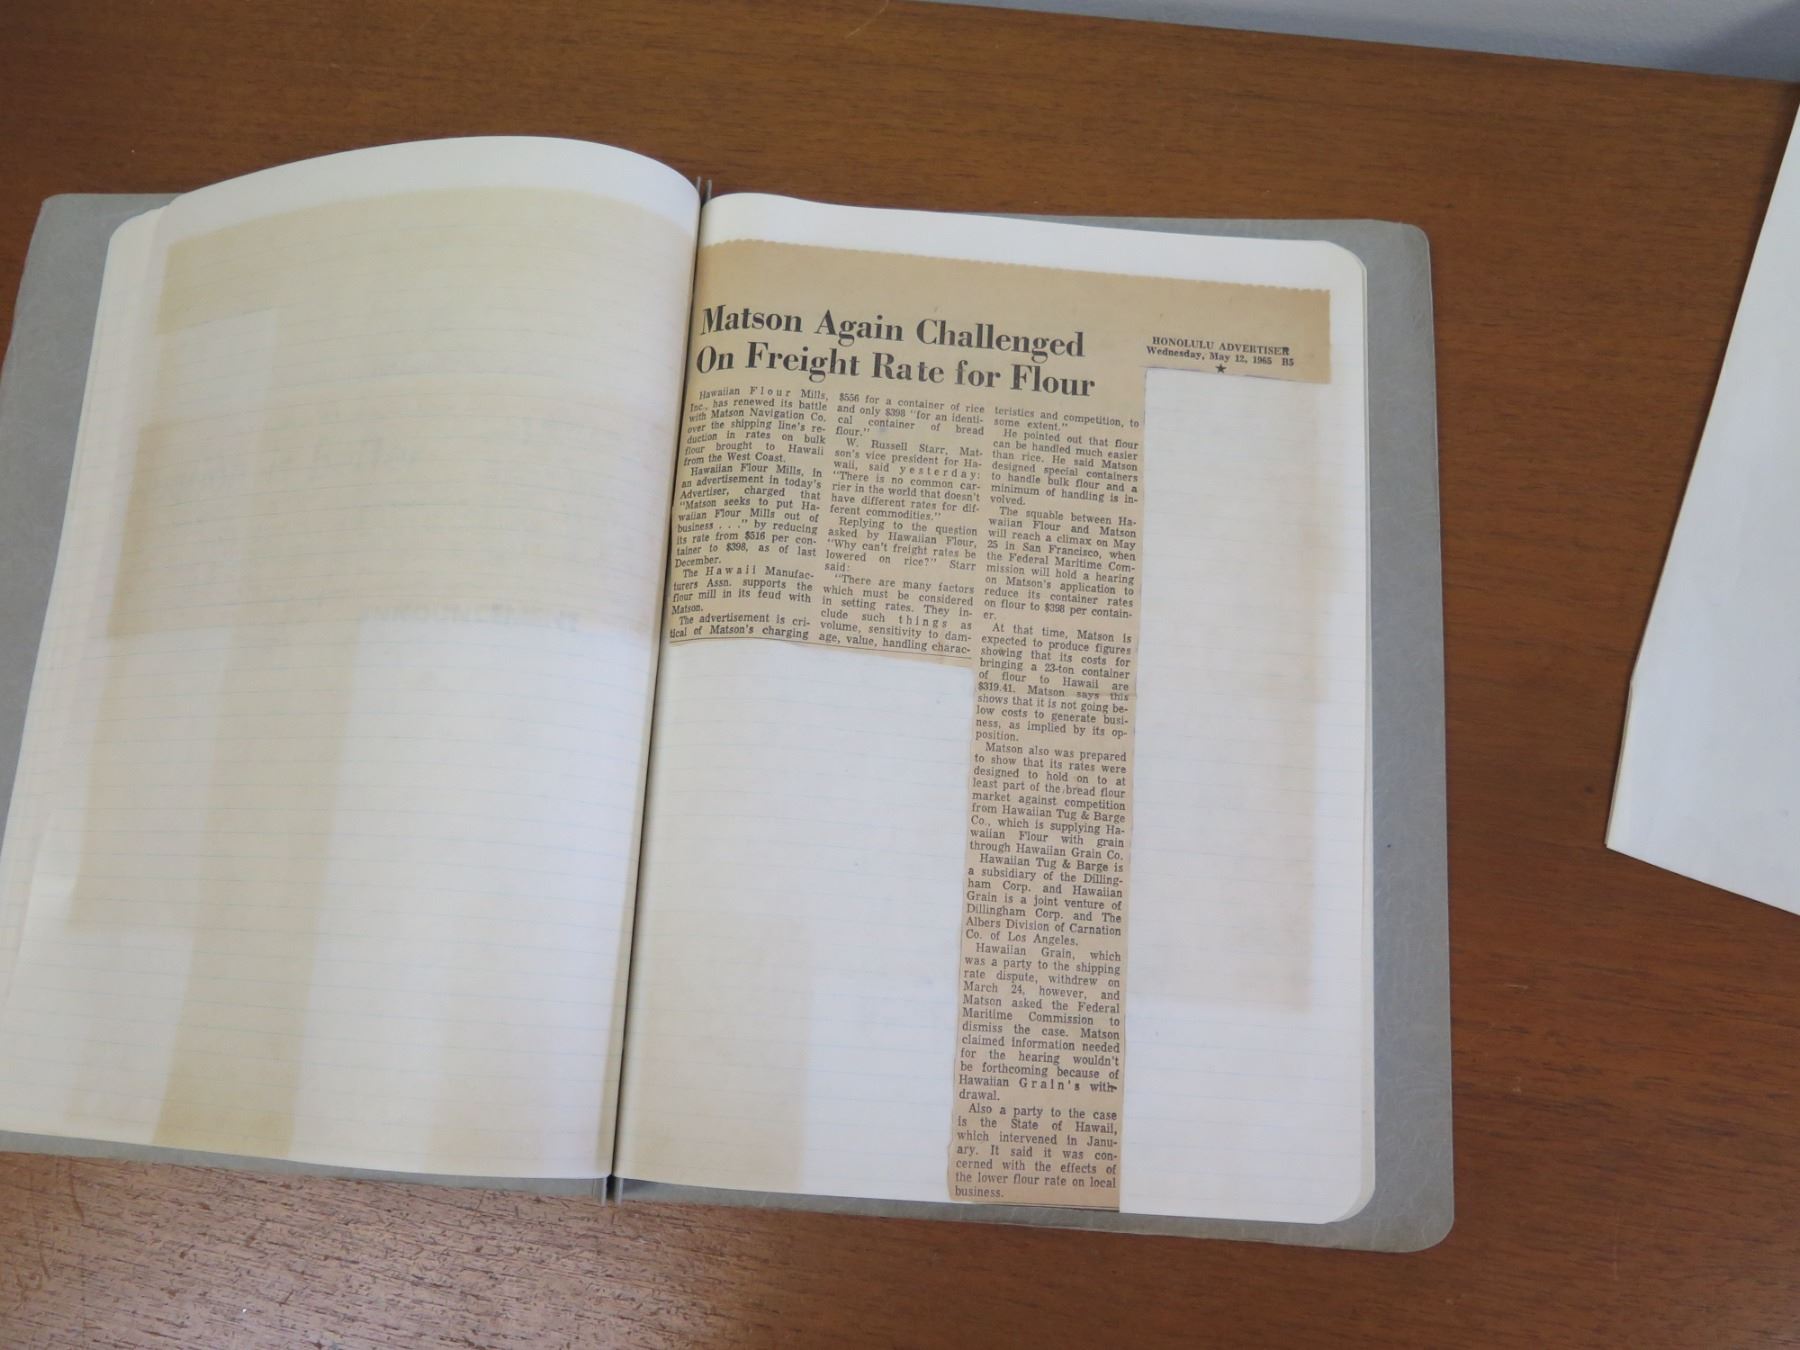 Matson Again Challenged
On Freight Rate for Flour
HONOLULU ADVERTISER
Wednesday, May 12, 1965 B5
Hawaiian Flour Mills,
Inc., has renewed its battle
with Matson Navigation Co.
over the shipping line's re-
duction in rates on bulk
flour brought to Hawaii
from the West Coast.
Hawaiian Flour Mills, in
an advertisement in today's
Advertiser, charged that
"Matson seeks to put Ha-
waiian Flour Mills out of
business . . ." by reducing
its rate from $516 per con-
tainer to $398, as of last
December.
The Hawaii Manufac-
turers Assn. supports the
flour mill in its feud with
Matson.
The advertisement is cri-
tical of Matson's charging
$556 for a container of rice
and only $398 "for an identi-
cal container of bread
flour."
W. Russell Starr, Mat-
son's vice president for Ha-
waii, said yesterday:
"There is no common car-
rier in the world that doesn't
have different rates for dif-
ferent commodities."
Replying to the question
asked by Hawaiian Flour,
"Why can't freight rates be
lowered on rice?" Starr
said:
"There are many factors
which must be considered
in setting rates. They in-
clude such things as
volume, sensitivity to dam-
age, value, handling charac-
teristics and competition, to
some extent."
He pointed out that flour
can be handled much easier
than rice. He said Matson
designed special containers
to handle bulk flour and a
minimum of handling is in-
volved.
The squable between Ha-
waiian Flour and Matson
will reach a climax on May
25 in San Francisco, when
the Federal Maritime Com-
mission will hold a hearing
on Matson's application to
reduce its container rates
on flour to $398 per contain-
er.
At that time, Matson is
expected to produce figures
showing that its costs for
bringing a 23-ton container
of flour to Hawaii are
$319.41. Matson says this
shows that it is not going be-
low costs to generate busi-
ness, as implied by its op-
position.
Matson also was prepared
to show that its rates were
designed to hold on to at
least part of the bread flour
market against competition
from Hawaiian Tug & Barge
Co., which is supplying Ha-
waiian Flour with grain
through Hawaiian Grain Co.
Hawaiian Tug & Barge is
a subsidiary of the Dilling-
ham Corp. and Hawaiian
Grain is a joint venture of
Dillingham Corp. and The
Albers Division of Carnation
Co. of Los Angeles.
Hawaiian Grain, which
was a party to the shipping
rate dispute, withdrew on
March 24, however, and
Matson asked the Federal
Maritime Commission to
dismiss the case. Matson
claimed information needed
for the hearing wouldn't
be forthcoming because of
Hawaiian Grain's with-
drawal.
Also a party to the case
is the State of Hawaii,
which intervened in Janu-
ary. It said it was con-
cerned with the effects of
the lower flour rate on local
business.